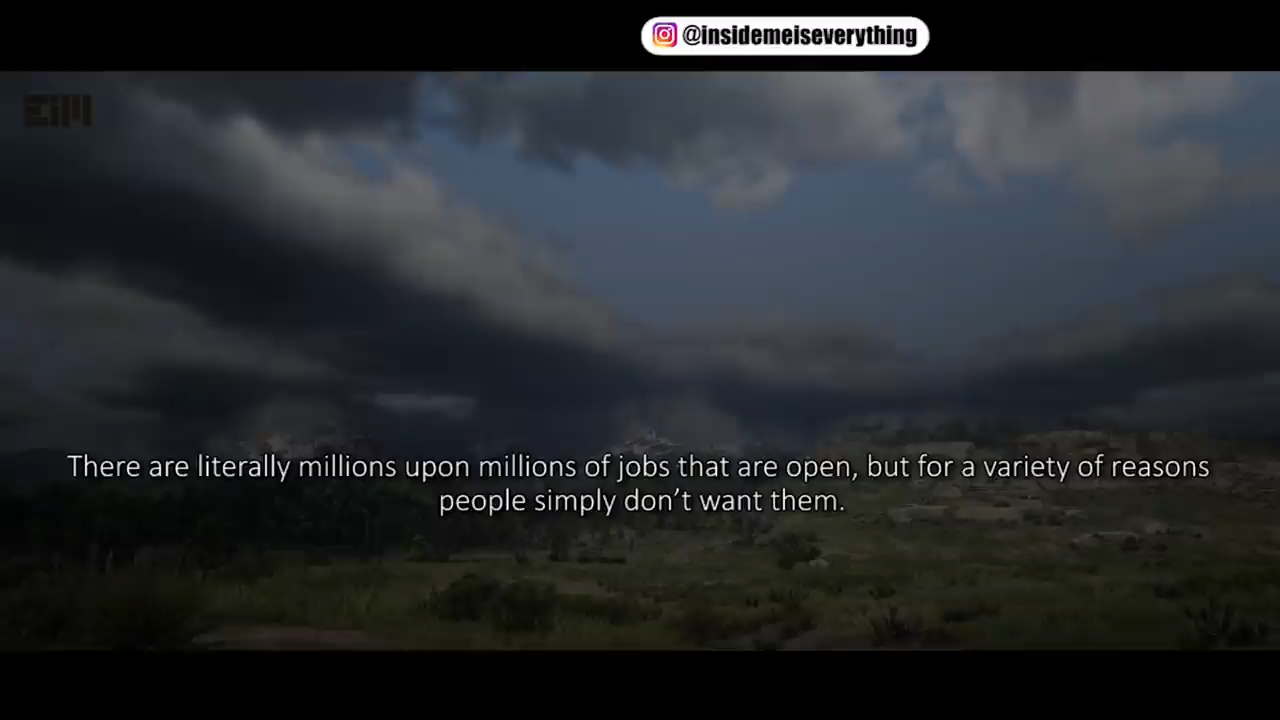 @insidemeiseverything
EiM
There are literally millions upon millions of jobs that are open, but for a variety of reasons
people simply don’t want them.